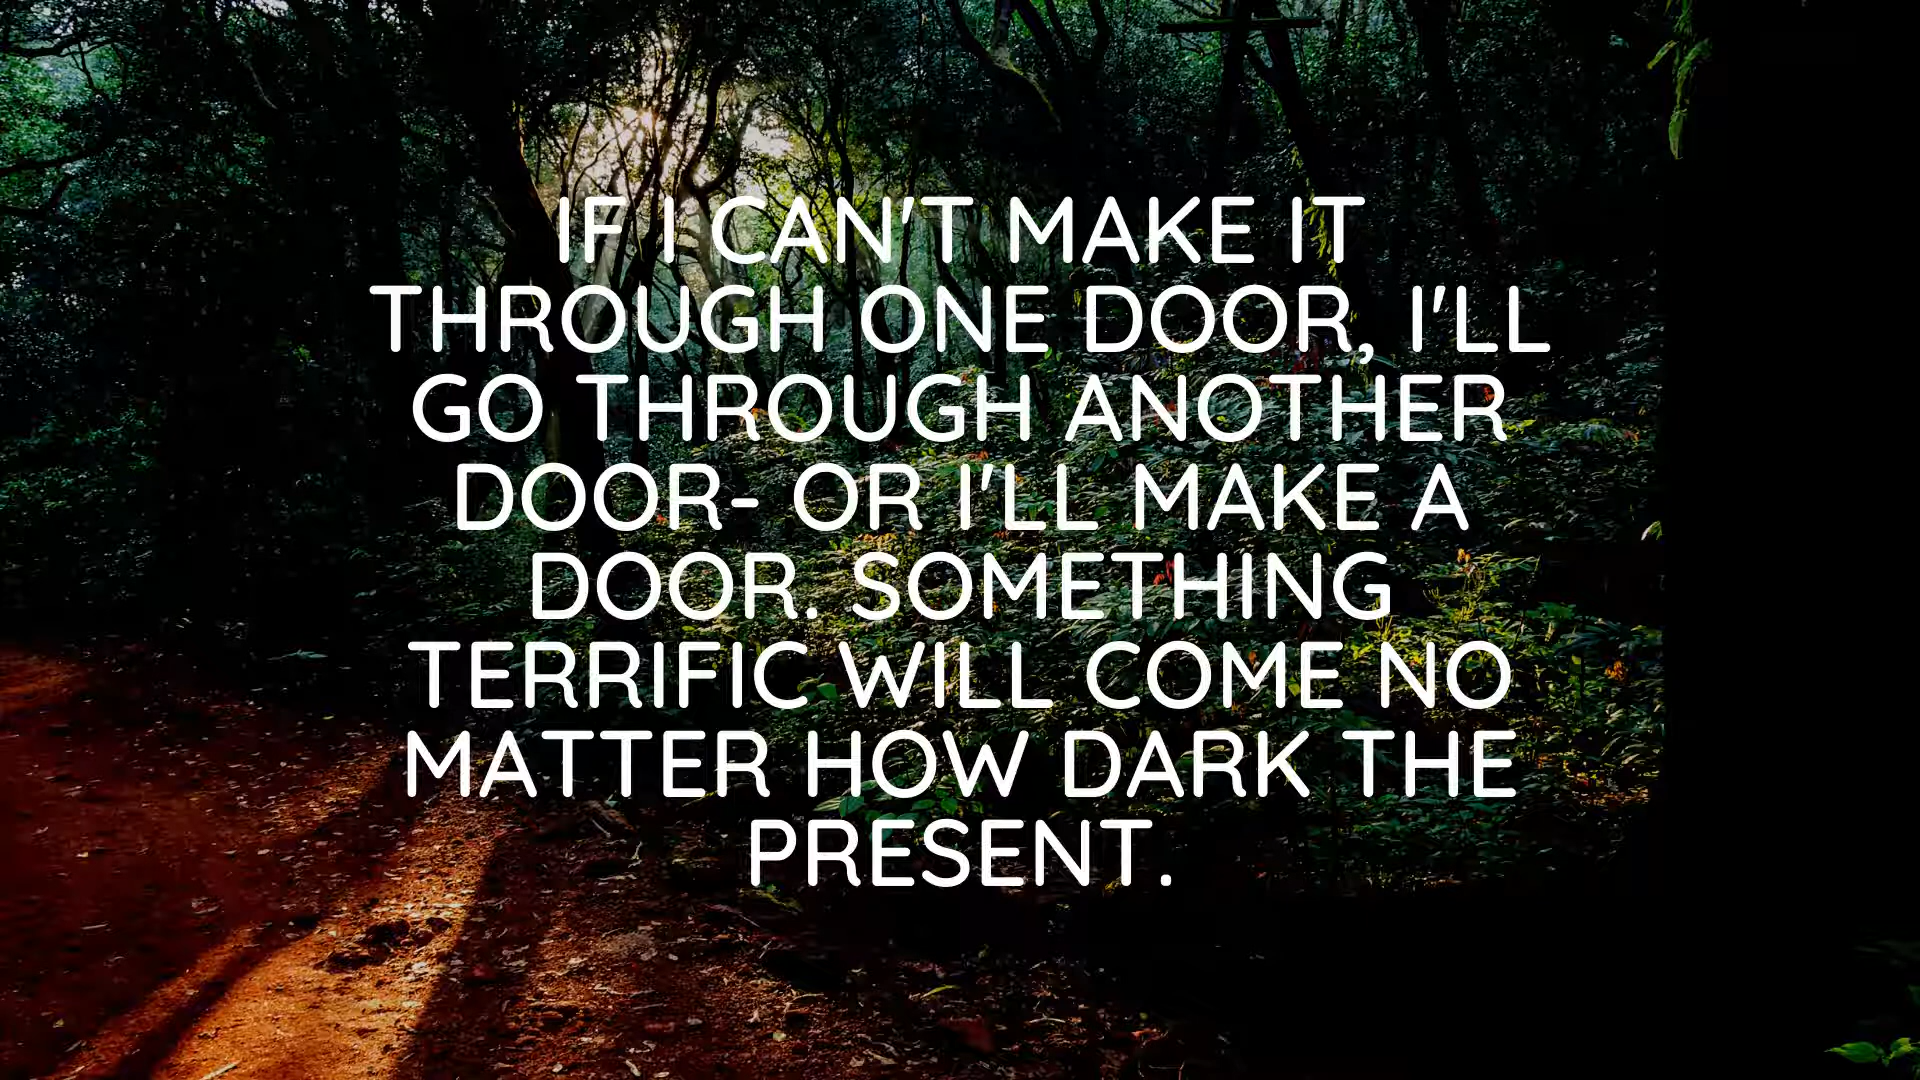 IF I CAN'T MAKE IT
THROUGH ONE DOOR, I'LL
GO THROUGH ANOTHER
DOOR- OR I'LL MAKE A
DOOR. SOMETHING
TERRIFIC WILL COME NO
MATTER HOW DARK THE
PRESENT.